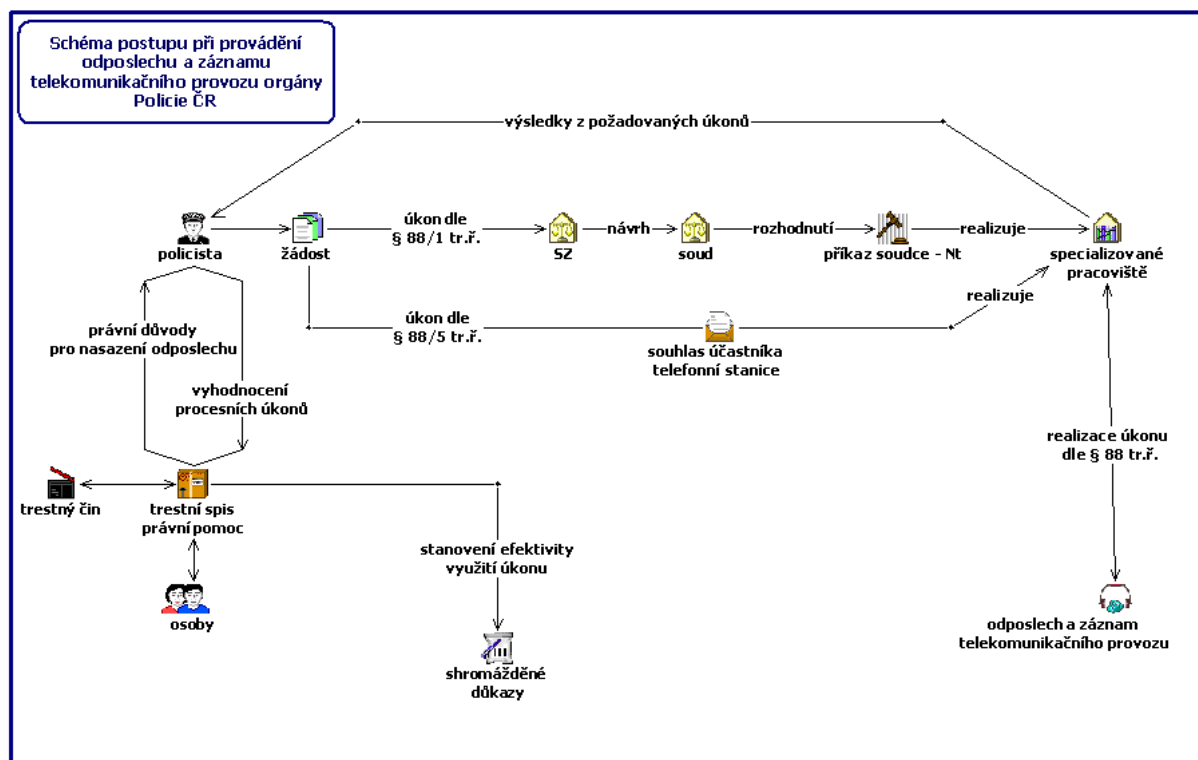 Schéma postupu při provádění
odposlechu a záznamu
telekomunikačního provozu orgány
Policie ČR
výsledky z požadovaných úkonů
policista
žádost
úkon dle
§ 88/1 tr.ř.
SZ
návrh
soud
rozhodnutí
příkaz soudce - Nt
realizuje
specializované
pracoviště
úkon dle
§ 88/5 tr.ř.
souhlas účastníka
telefonní stanice
realizuje
právní důvody
pro nasazení odposlechu
vyhodnocení
procesních úkonů
realizace úkonu
dle § 88 tr.ř.
trestný čin
trestní spis
právní pomoc
stanovení efektivity
využití úkonu
osoby
odposlech a záznam
telekomunikačního provozu
shromážděné
důkazy